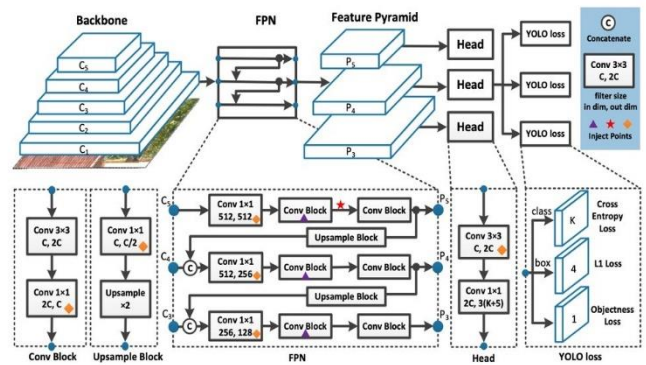 Backbone
FPN
Feature Pyramid
C5
C4
C3
C2
C1
P5
P4
P3
Head
Head
Head
YOLO loss
YOLO loss
YOLO loss
C
Concatenate
Conv 3×3
C, 2C
filter size
in dim, out dim
Inject Points
Conv 3×3
C, 2C
Conv 1×1
2C, C
Conv Block
Conv 1×1
C, C/2
Upsample
×2
Upsample Block
C5
Conv 1×1
512, 512
Conv Block
Conv Block
P5
Upsample Block
C4
C
Conv 1×1
512, 256
Conv Block
Conv Block
P4
Upsample Block
C3
C
Conv 1×1
256, 128
Conv Block
Conv Block
P3
FPN
Conv 3×3
C, 2C
Conv 1×1
2C, 3(K+5)
Head
class
K
Cross
Entropy
Loss
box
4
L1 Loss
1
Objectness
Loss
YOLO loss